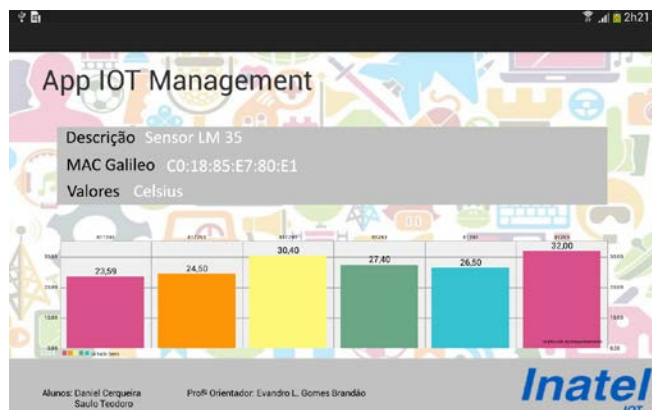 2h21
App IOT Management
Descrição Sensor LM 35
MAC Galileo C0:18:85:E7:80:E1
Valores Celsius
23,59 24,50 30,40 27,40 26,50 32,00
Alunos: Daniel Cerqueira
Saulo Teodoro
Profº Orientador: Evandro L. Gomes Brandão
Inatel
IOT